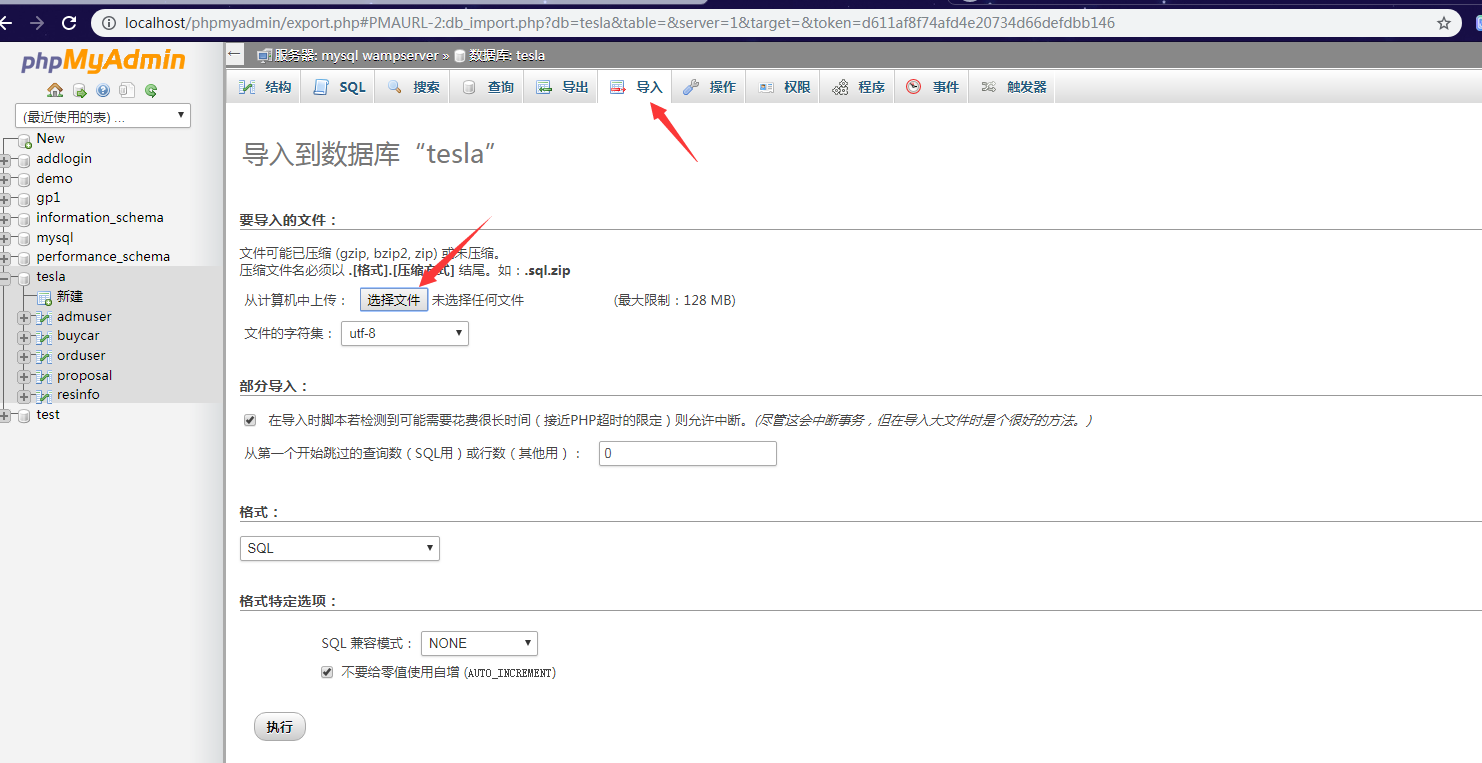 localhost/phpmyadmin/export.php#PMAURL-2:db_import.php?db=tesla&table=&server=1&target=&token=d611af8f74afd4e20734d66defdbb146
phpMyAdmin
(最近使用的表) ...
New
addlogin
demo
gp1
information_schema
mysql
performance_schema
tesla
新建
admuser
buycar
orduser
proposal
resinfo
test
服务器: mysql wampserver » 数据库: tesla
结构 SQL 搜索 查询 导出 导入 操作 权限 程序 事件 触发器
导入到数据库“tesla”
要导入的文件：
文件可能已压缩 (gzip, bzip2, zip) 或未压缩。
压缩文件名必须以 .[格式].[压缩方式] 结尾。如：.sql.zip
从计算机中上传： 选择文件 未选择任何文件 (最大限制：128 MB)
文件的字符集： utf-8
部分导入：
在导入时脚本若检测到可能需要花费很长时间（接近PHP超时的限定）则允许中断。(尽管这会中断事务，但在导入大文件时是个很好的方法。)
从第一个开始跳过的查询数（SQL用）或行数（其他用）： 0
格式：
SQL
格式特定选项：
SQL 兼容模式： NONE
不要给零值使用自增 (AUTO_INCREMENT)
执行